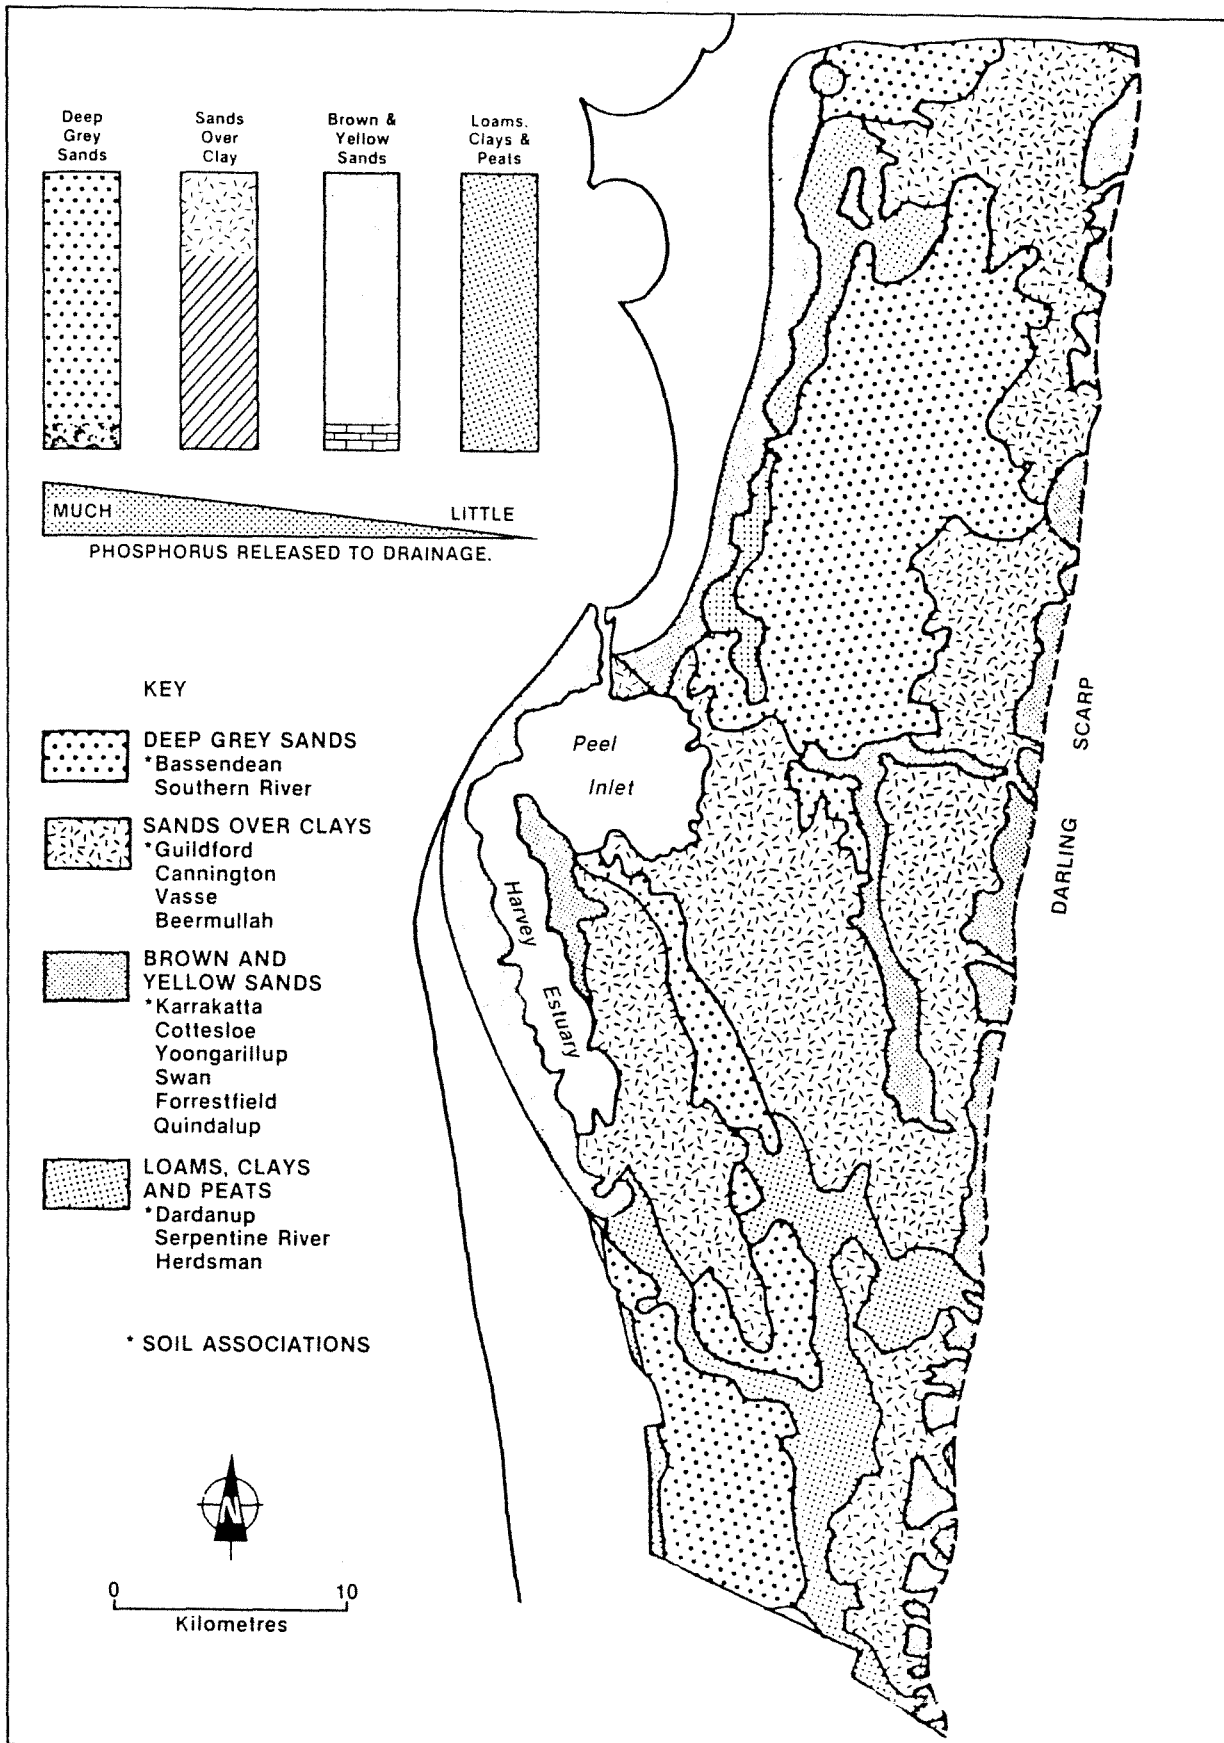 Deep
Grey
Sands
Sands
Over
Clay
Brown &
Yellow
Sands
Loams.
Clays &
Peats
MUCH
LITTLE
PHOSPHORUS RELEASED TO DRAINAGE.
KEY
DEEP GREY SANDS
*Bassendean
Southern River
SANDS OVER CLAYS
*Guildford
Cannington
Vasse
Beermullah
BROWN AND
YELLOW SANDS
*Karrakatta
Cottesloe
Yoongarillup
Swan
Forrestfield
Quindalup
LOAMS, CLAYS
AND PEATS
*Dardanup
Serpentine River
Herdsman
* SOIL ASSOCIATIONS
N
0 10
Kilometres
Peel
Inlet
Harvey
Estuary
DARLING SCARP